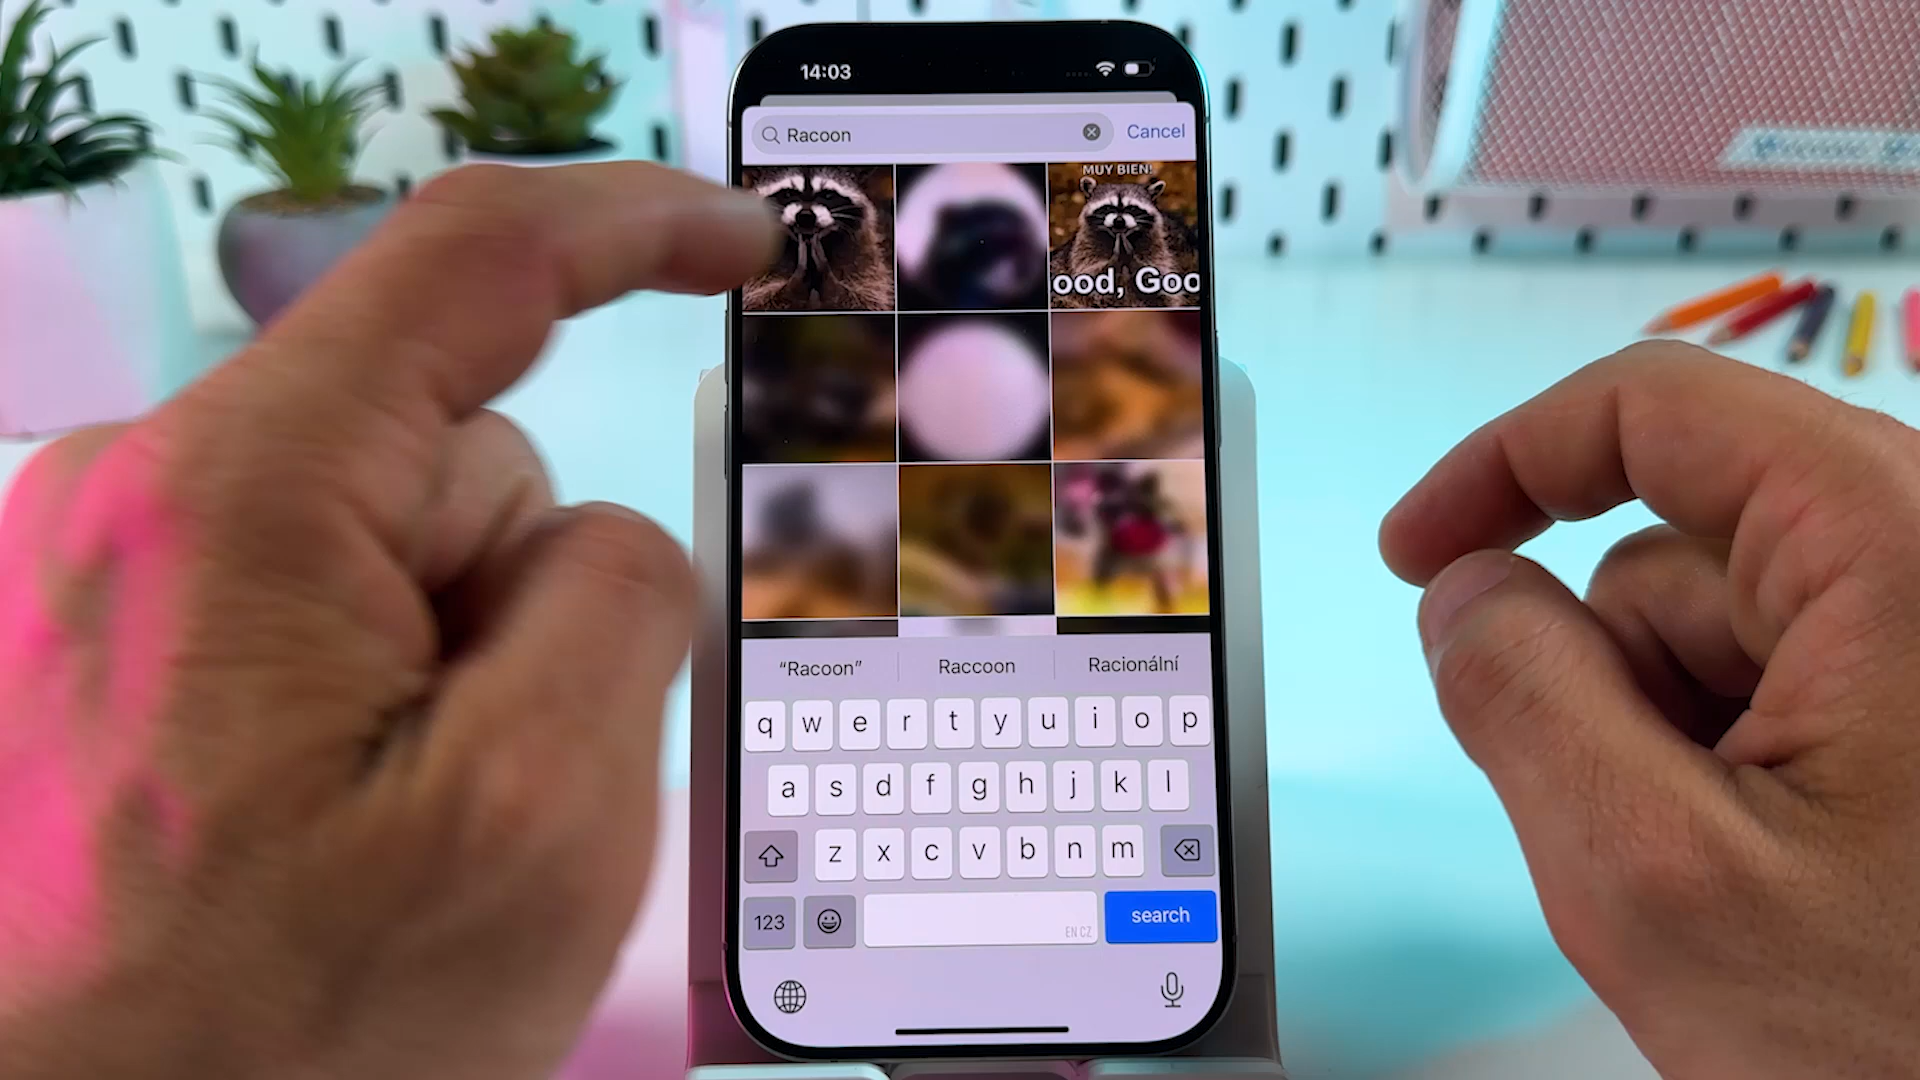 14:03
Racoon
Cancel
MUY BIEN!
ood, Goo
“Racoon”
Raccoon
Racionální
q w e r t y u i o p
a s d f g h j k l
z x c v b n m
123
EN CZ
search